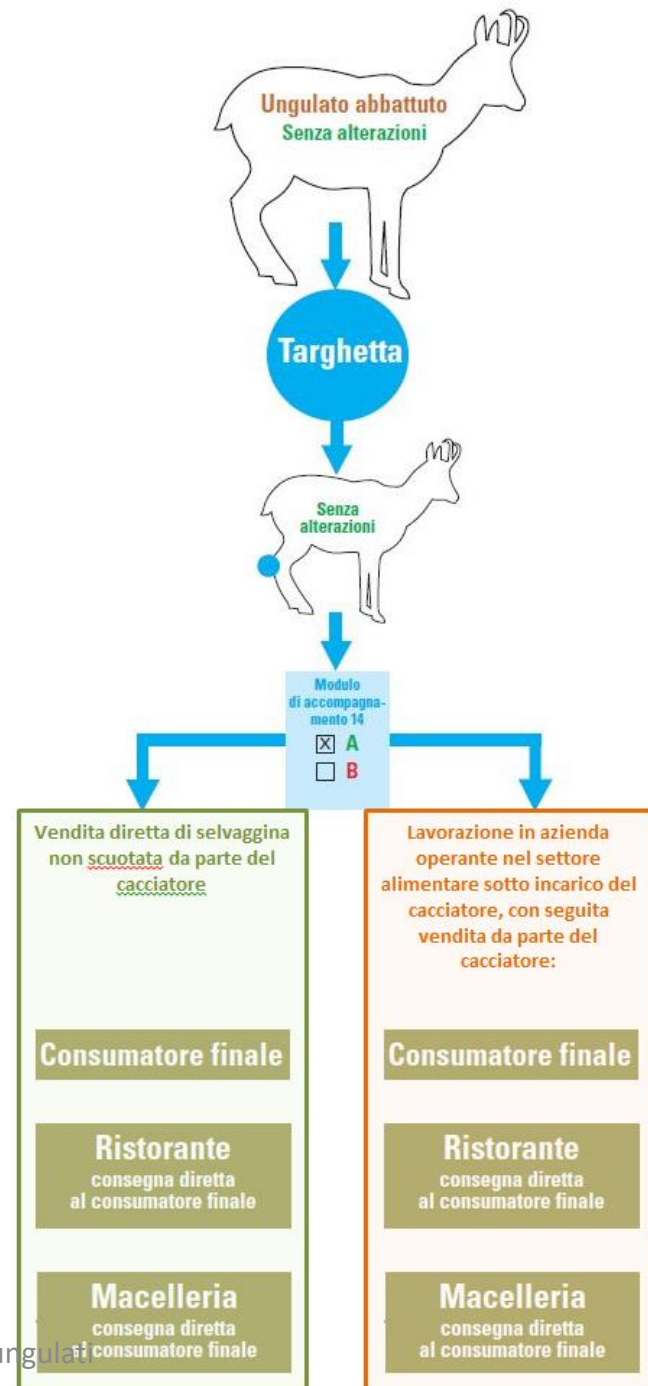 Ungulato abbattuto
Senza alterazioni
Targhetta
Senza
alterazioni
Modulo
di accompagna-
mento 14
X A
B
Vendita diretta di selvaggina
non scuotata da parte del
cacciatore
Consumatore finale
Ristorante
consegna diretta
al consumatore finale
Macelleria
consegna diretta
al consumatore finale
Lavorazione in azienda
operante nel settore
alimentare sotto incarico del
cacciatore, con seguita
vendita da parte del
cacciatore:
Consumatore finale
Ristorante
consegna diretta
al consumatore finale
Macelleria
consegna diretta
al consumatore finale
ungulati